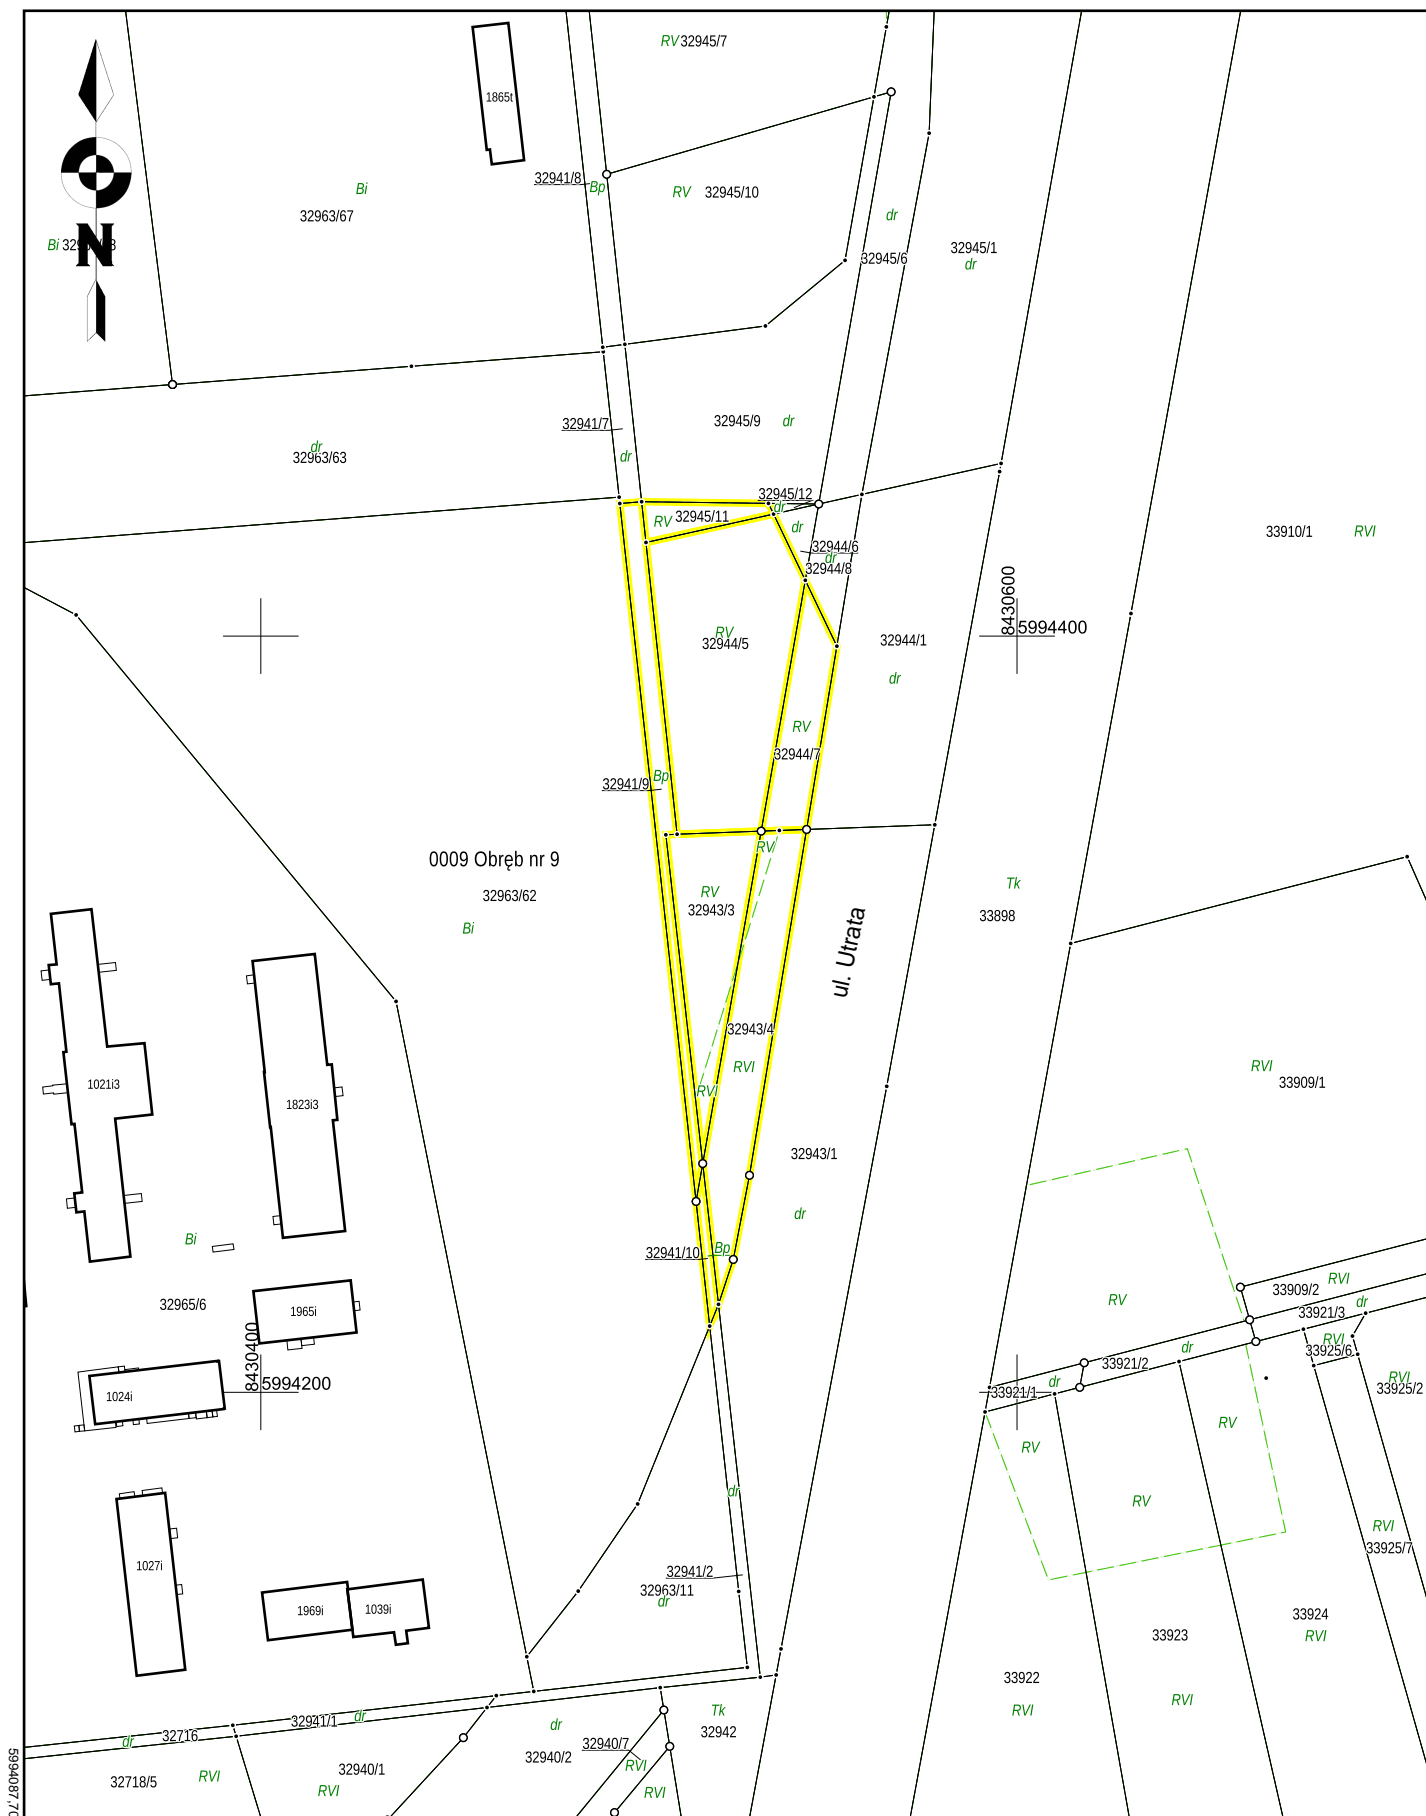 RV 32945/7
1865t
32941/8
Bp
RV
32945/10
Bi
32963/67
Bi
N
dr
32945/6
32945/1
dr
32941/7
32945/9
dr
dr
32963/63
dr
32945/12
dr
RV
32945/11
dr
32944/6
dr
32944/8
33910/1
RVI
8430600
5994400
RV
32944/5
32944/1
dr
RV
32944/7
32941/9
Bp
RV
0009 Obręb nr 9
32963/62
Bi
RV
32943/3
Tk
33898
ul. Utrata
32943/4
RVI
RVI
1021i3
1823i3
RVI
33909/1
32943/1
dr
Bi
32941/10
Bp
32965/6
1965i
RV
RVI
33909/2
dr
33921/3
RVI
33925/6
dr
33921/2
RVI
33925/2
8430400
5994200
1024i
dr
33921/1
RV
RV
dr
RV
RVI
33925/7
1027i
32941/2
32963/11
dr
1969i
1039i
33924
RVI
33923
33922
RVI
RVI
dr
32716
32941/1
dr
dr
Tk
32942
32940/7
32940/2
RVI
32940/1
RVI
32718/5
RVI
RVI